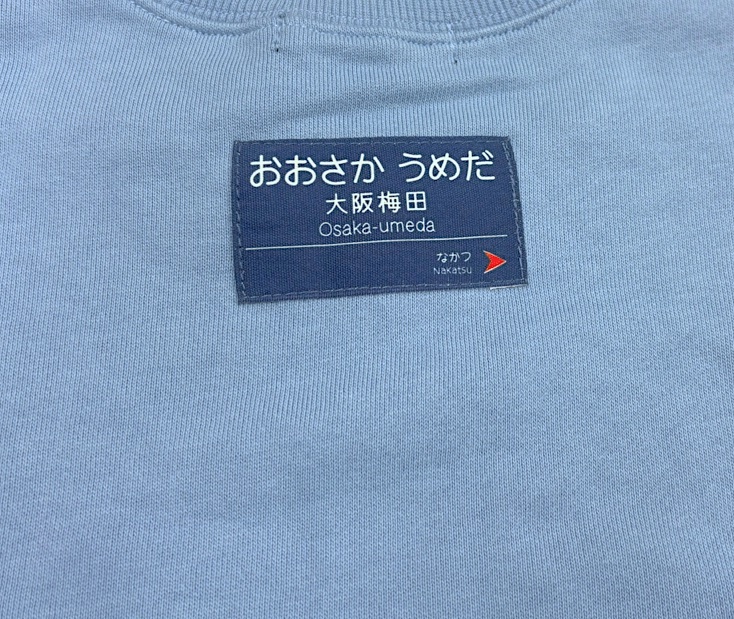 おおさか うめだ
大阪梅田
Osaka-umeda
なかつ
Nakatsu